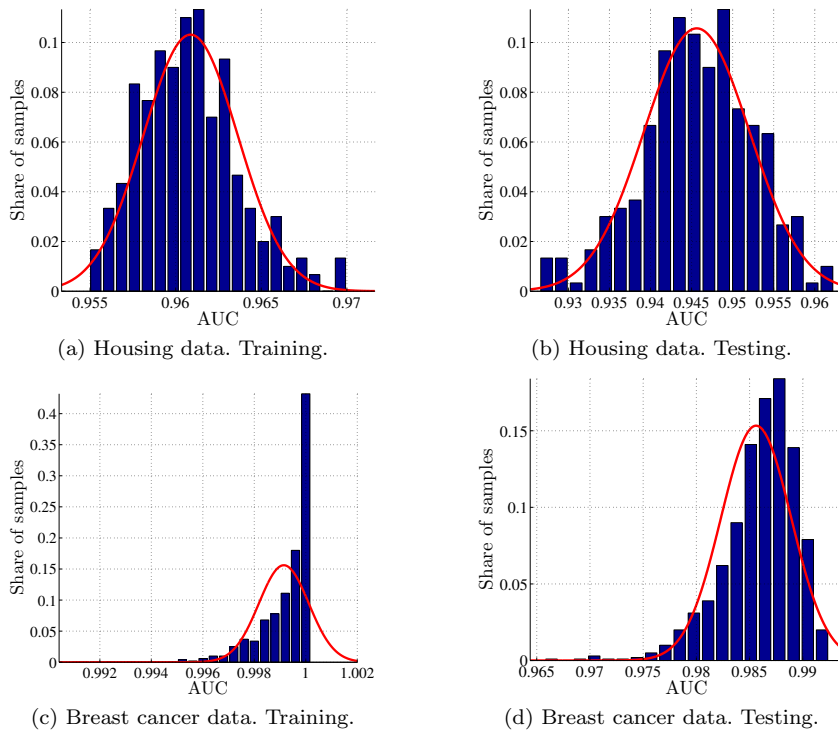 0.1
0.08
0.06
0.04
0.02
0
Share of samples
0.955 0.96 0.965 0.97
AUC
(a) Housing data. Training.
0.1
0.08
0.06
0.04
0.02
0
Share of samples
0.93 0.935 0.94 0.945 0.95 0.955 0.96
AUC
(b) Housing data. Testing.
0.4
0.35
0.3
0.25
0.2
0.15
0.1
0.05
0
Share of samples
0.992 0.994 0.996 0.998 1 1.002
AUC
(c) Breast cancer data. Training.
0.15
0.1
0.05
0
Share of samples
0.965 0.97 0.975 0.98 0.985 0.99
AUC
(d) Breast cancer data. Testing.